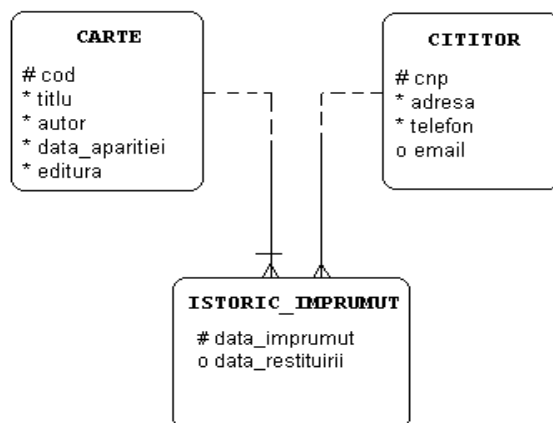 CARTE
# cod
* titlu
* autor
* data_aparitiei
* editura
CITITOR
# cnp
* adresa
* telefon
o email
ISTORIC_IMPRUMUT
# data_imprumut
o data_restituirii